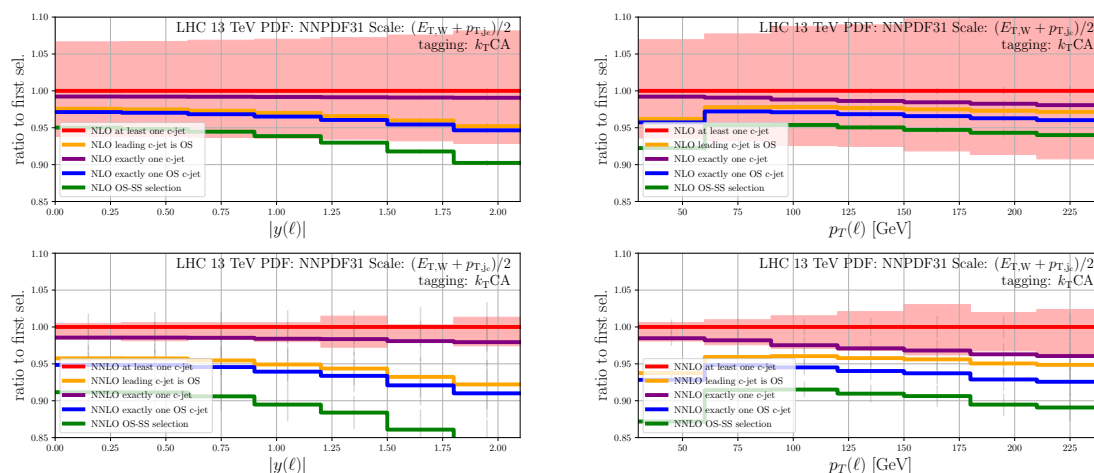 LHC 13 TeV PDF: NNPDF31 Scale: (E_{T,W} + p_{T,j_c})/2
tagging: k_TCA
ratio to first sel.
1.10
1.05
1.00
0.95
0.90
0.85
NLO at least one c-jet
NLO leading c-jet is OS
NLO exactly one c-jet
NLO exactly one OS c-jet
NLO OS-SS selection
0.00 0.25 0.50 0.75 1.00 1.25 1.50 1.75 2.00
|y(ℓ)|
LHC 13 TeV PDF: NNPDF31 Scale: (E_{T,W} + p_{T,j_c})/2
tagging: k_TCA
ratio to first sel.
1.10
1.05
1.00
0.95
0.90
0.85
NLO at least one c-jet
NLO leading c-jet is OS
NLO exactly one c-jet
NLO exactly one OS c-jet
NLO OS-SS selection
50 75 100 125 150 175 200 225
p_T(ℓ) [GeV]
LHC 13 TeV PDF: NNPDF31 Scale: (E_{T,W} + p_{T,j_c})/2
tagging: k_TCA
ratio to first sel.
1.10
1.05
1.00
0.95
0.90
0.85
NNLO at least one c-jet
NNLO leading c-jet is OS
NNLO exactly one c-jet
NNLO exactly one OS c-jet
NNLO OS-SS selection
0.00 0.25 0.50 0.75 1.00 1.25 1.50 1.75 2.00
|y(ℓ)|
LHC 13 TeV PDF: NNPDF31 Scale: (E_{T,W} + p_{T,j_c})/2
tagging: k_TCA
ratio to first sel.
1.10
1.05
1.00
0.95
0.90
0.85
NNLO at least one c-jet
NNLO leading c-jet is OS
NNLO exactly one c-jet
NNLO exactly one OS c-jet
NNLO OS-SS selection
50 75 100 125 150 175 200 225
p_T(ℓ) [GeV]